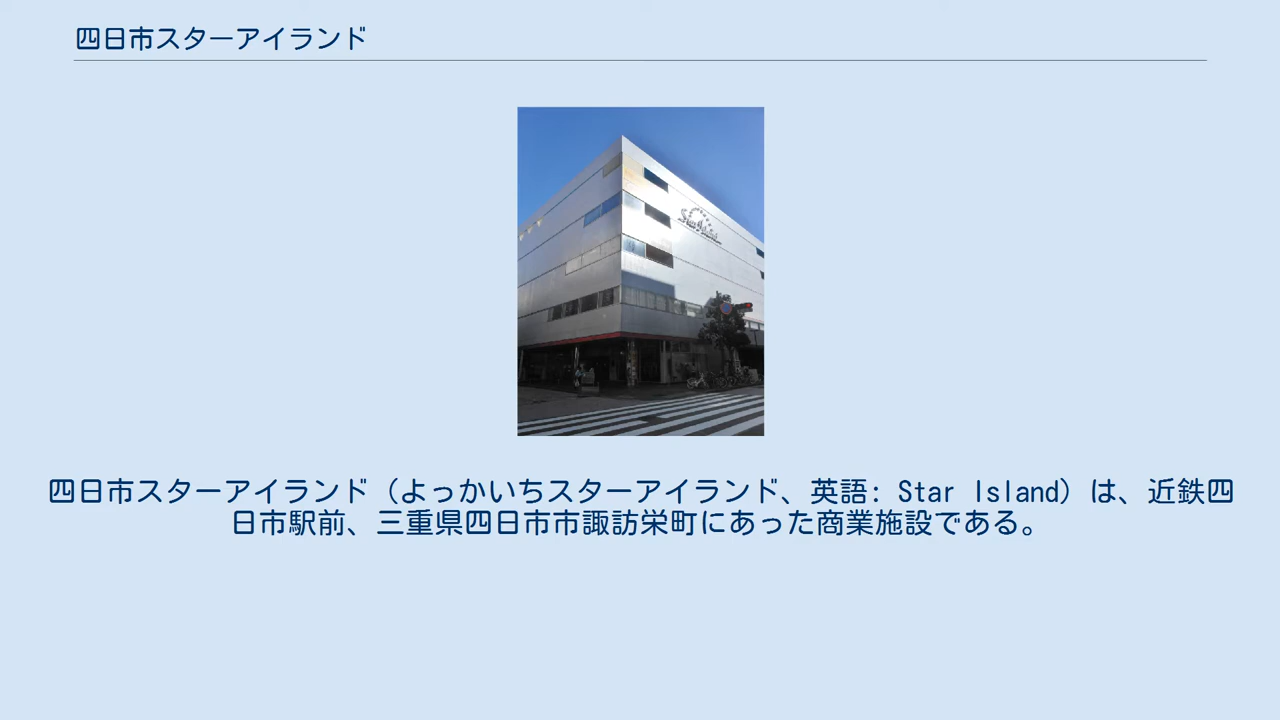 四日市スターアイランド
Star Island
四日市スターアイランド（よっかいちスターアイランド、英語: Star Island）は、近鉄四
日市駅前、三重県四日市市諏訪栄町にあった商業施設である。